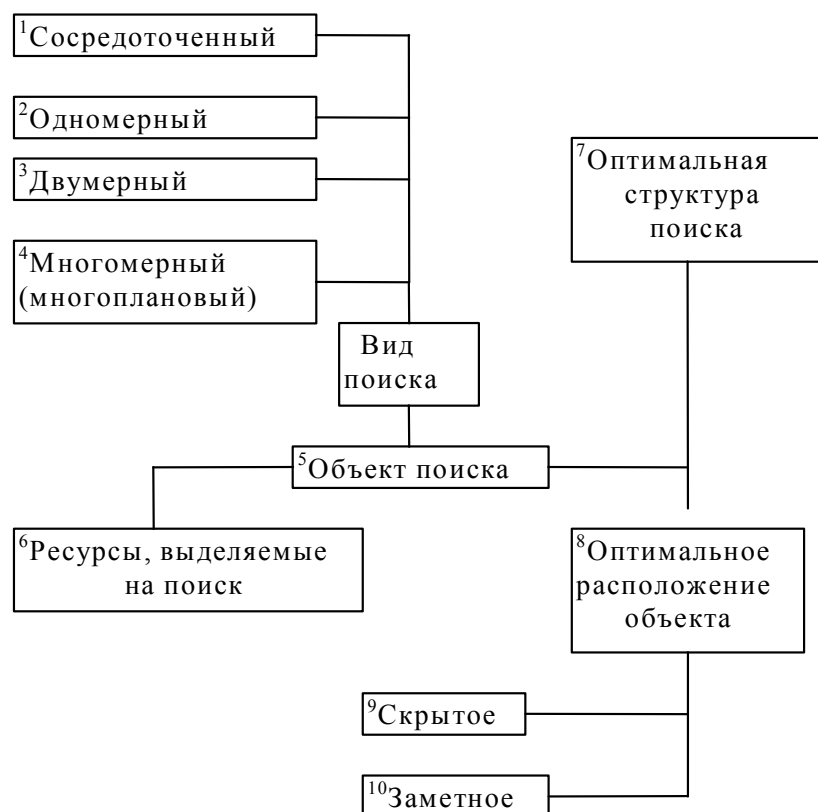 ¹Сосредоточенный
²Одномерный
³Двумерный
⁴Многомерный
(многоплановый)
⁷Оптимальная
структура
поиска
Вид
поиска
⁵Объект поиска
⁶Ресурсы, выделяемые
на поиск
⁸Оптимальное
расположение
объекта
⁹Скрытое
¹⁰Заметное